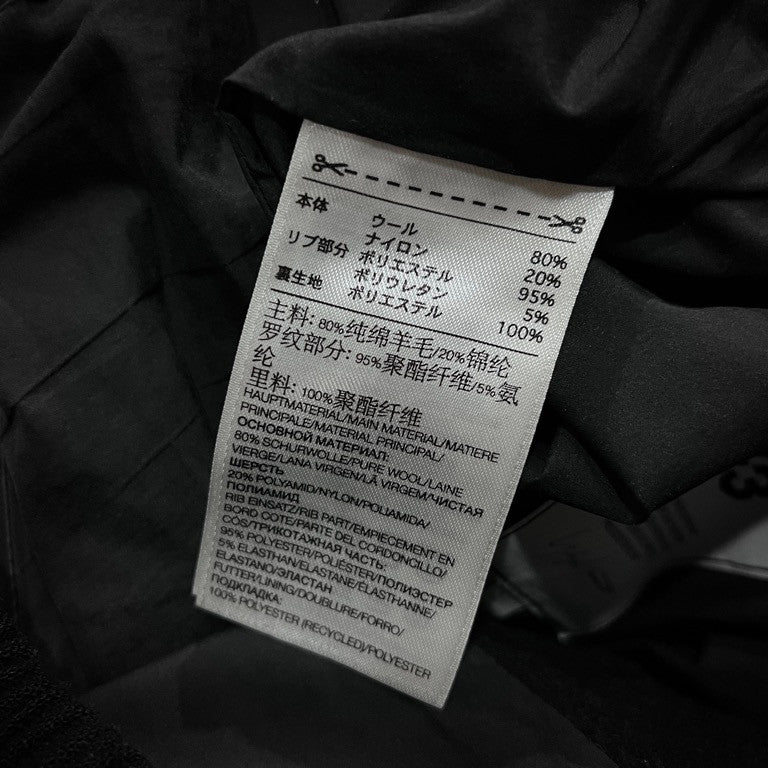 本体 ウール 80%
ナイロン 20%
リブ部分 ポリエステル 95%
ポリウレタン 5%
裏生地 ポリエステル 100%
主料: 80%纯绵羊毛/20%锦纶
罗纹部分: 95%聚酯纤维/5%氨
纶
里料: 100%聚酯纤维
HAUPTMATERIAL/MAIN MATERIAL/MATIERE
PRINCIPALE/MATERIAL PRINCIPAL/
ОСНОВНОЙ МАТЕРИАЛ:
80% SCHURWOLLE/PURE WOOL/LAINE
VIERGE/LANA VIRGEN/LÃ VIRGEM/ЧИСТАЯ
ШЕРСТЬ
20% POLYAMID/NYLON/POLIAMIDA/
ПОЛИАМИД
RIB EINSATZ/RIB PART/EMPIECEMENT EN
BORD COTE/PARTE DEL CORDONCILLO/
CÓS/ТРИКОТАЖНАЯ ЧАСТЬ:
95% POLYESTER/POLIÉSTER/ПОЛИЭСТЕР
5% ELASTHAN/ELASTANE/ÉLASTHANNE/
ELASTANO/ЭЛАСТАН
FUTTER/LINING/DOUBLURE/FORRO/
ПОДКЛАДКА:
100% POLYESTER (RECYCLED)/POLYESTER